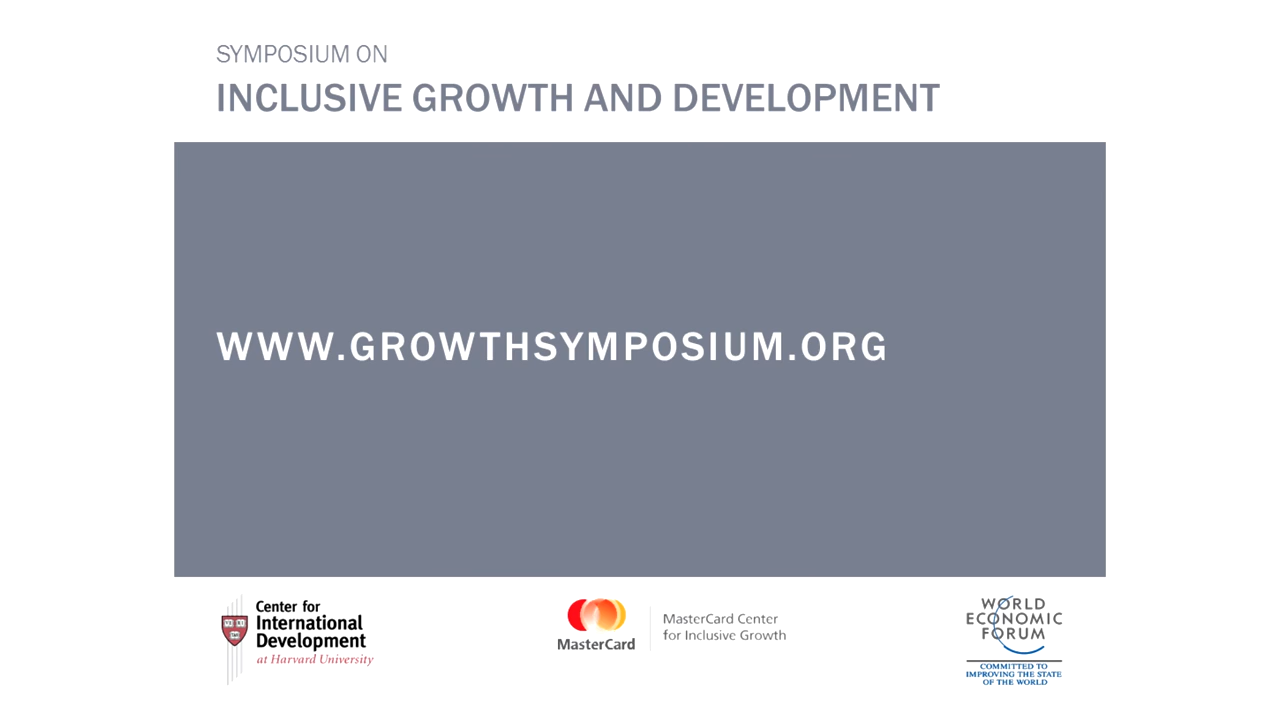 SYMPOSIUM ON
INCLUSIVE GROWTH AND DEVELOPMENT
WWW.GROWTHSYMPOSIUM.ORG
Center for
International
Development
at Harvard University
MasterCard
MasterCard Center
for Inclusive Growth
WORLD
ECONOMIC
FORUM
COMMITTED TO
IMPROVING THE STATE
OF THE WORLD